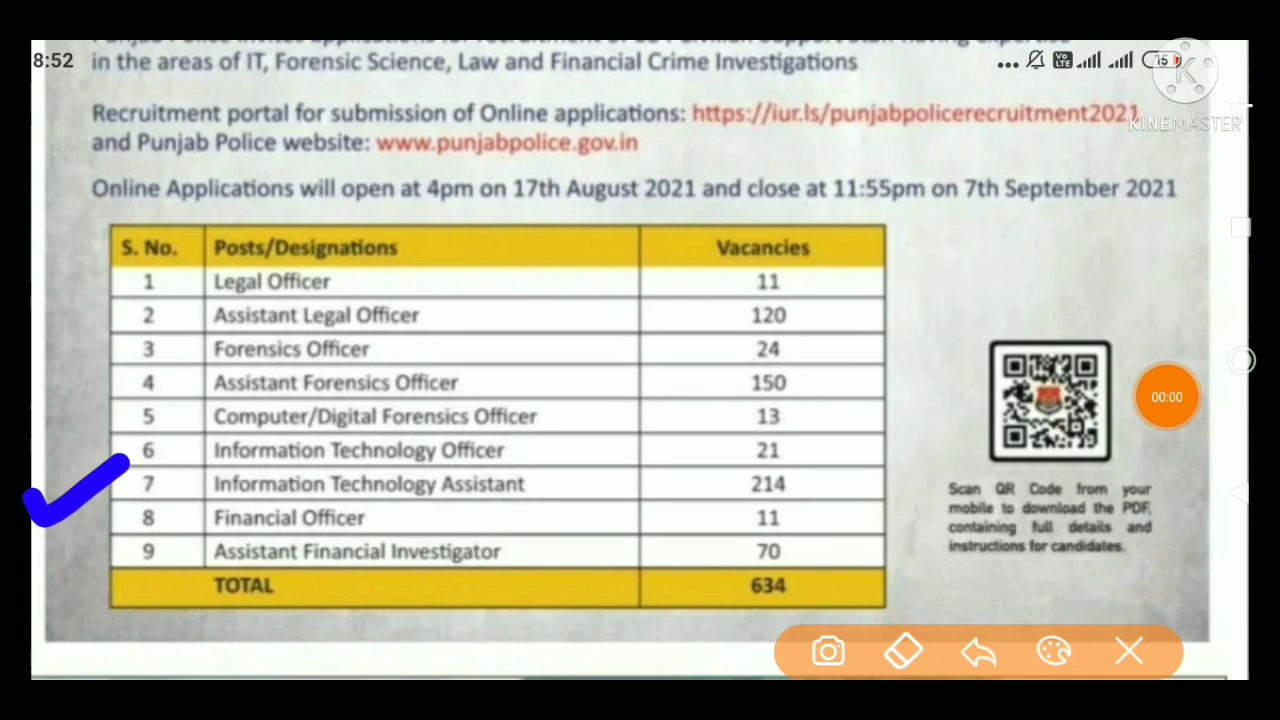 8:52
in the areas of IT, Forensic Science, Law and Financial Crime Investigations
15
KINEMASTER
Recruitment portal for submission of Online applications: https://iur.ls/punjabpolicerecruitment2021
and Punjab Police website: www.punjabpolice.gov.in
Online Applications will open at 4pm on 17th August 2021 and close at 11:55pm on 7th September 2021
S. No. Posts/Designations Vacancies
1 Legal Officer 11
2 Assistant Legal Officer 120
3 Forensics Officer 24
4 Assistant Forensics Officer 150
5 Computer/Digital Forensics Officer 13
6 Information Technology Officer 21
7 Information Technology Assistant 214
8 Financial Officer 11
9 Assistant Financial Investigator 70
TOTAL 634
00:00
Scan QR Code from your
mobile to download the PDF,
containing full details and
instructions for candidates.